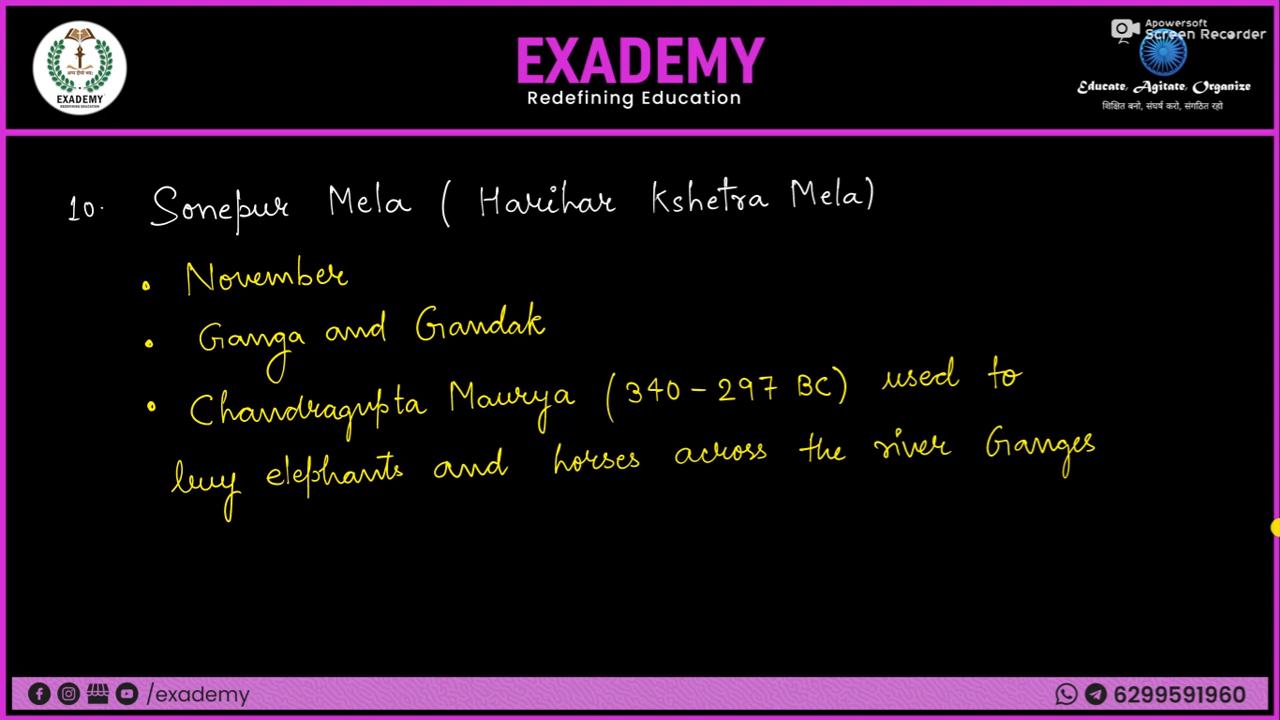 EXADEMY
REDEFINING EDUCATION
EXADEMY
Redefining Education
Apowersoft
Screen Recorder
Educate, Agitate, Organize
शिक्षित बनो, संघर्ष करो, संगठित रहो
10. Sonepur Mela (Harihar Kshetra Mela)
• November
• Ganga and Gandak
• Chandragupta Maurya (340-297 BC) used to
buy elephants and horses across the river Ganges
/exademy
6299591960